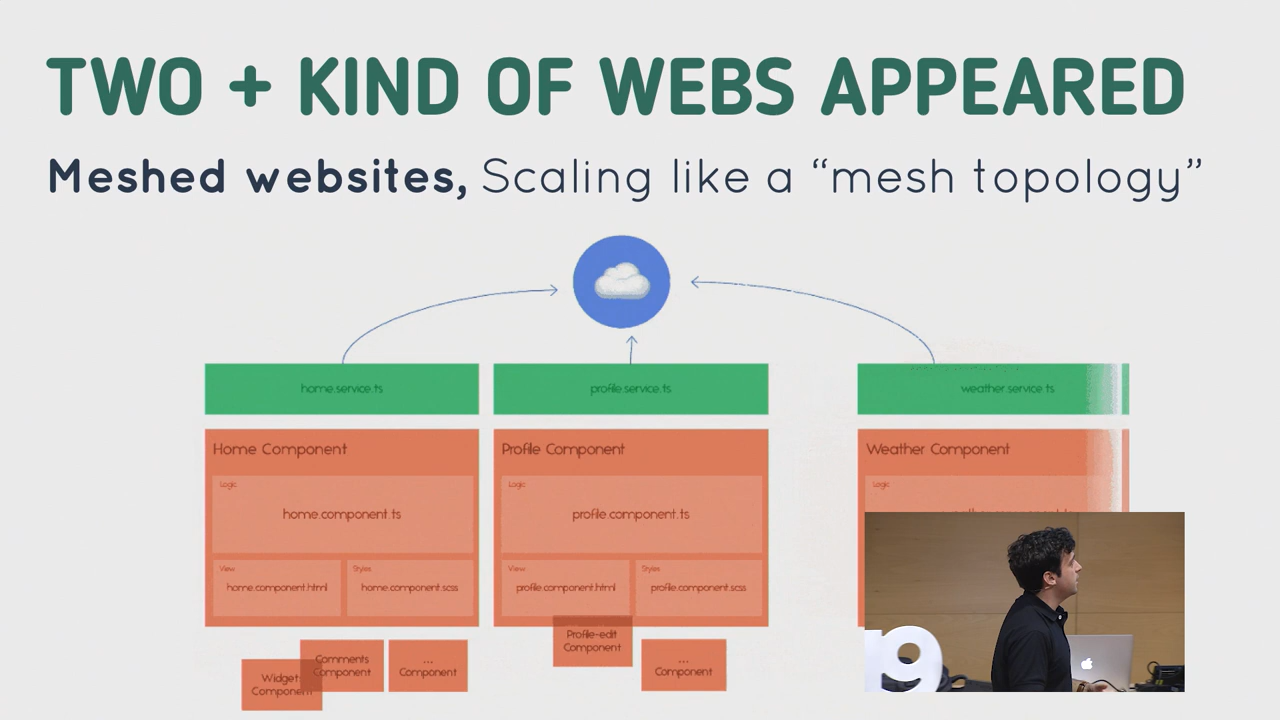 TWO + KIND OF WEBS APPEARED
Meshed websites, Scaling like a “mesh topology”
home.service.ts
profile.service.ts
weather.service.ts
Home Component
Logic
home.component.ts
View
home.component.html
Styles
home.component.scss
Profile Component
Logic
profile.component.ts
View
profile.component.html
Styles
profile.component.scss
Weather Component
Logic
Widget
Component
Comments
Component
...
Component
Profile-edit
Component
...
Component
9